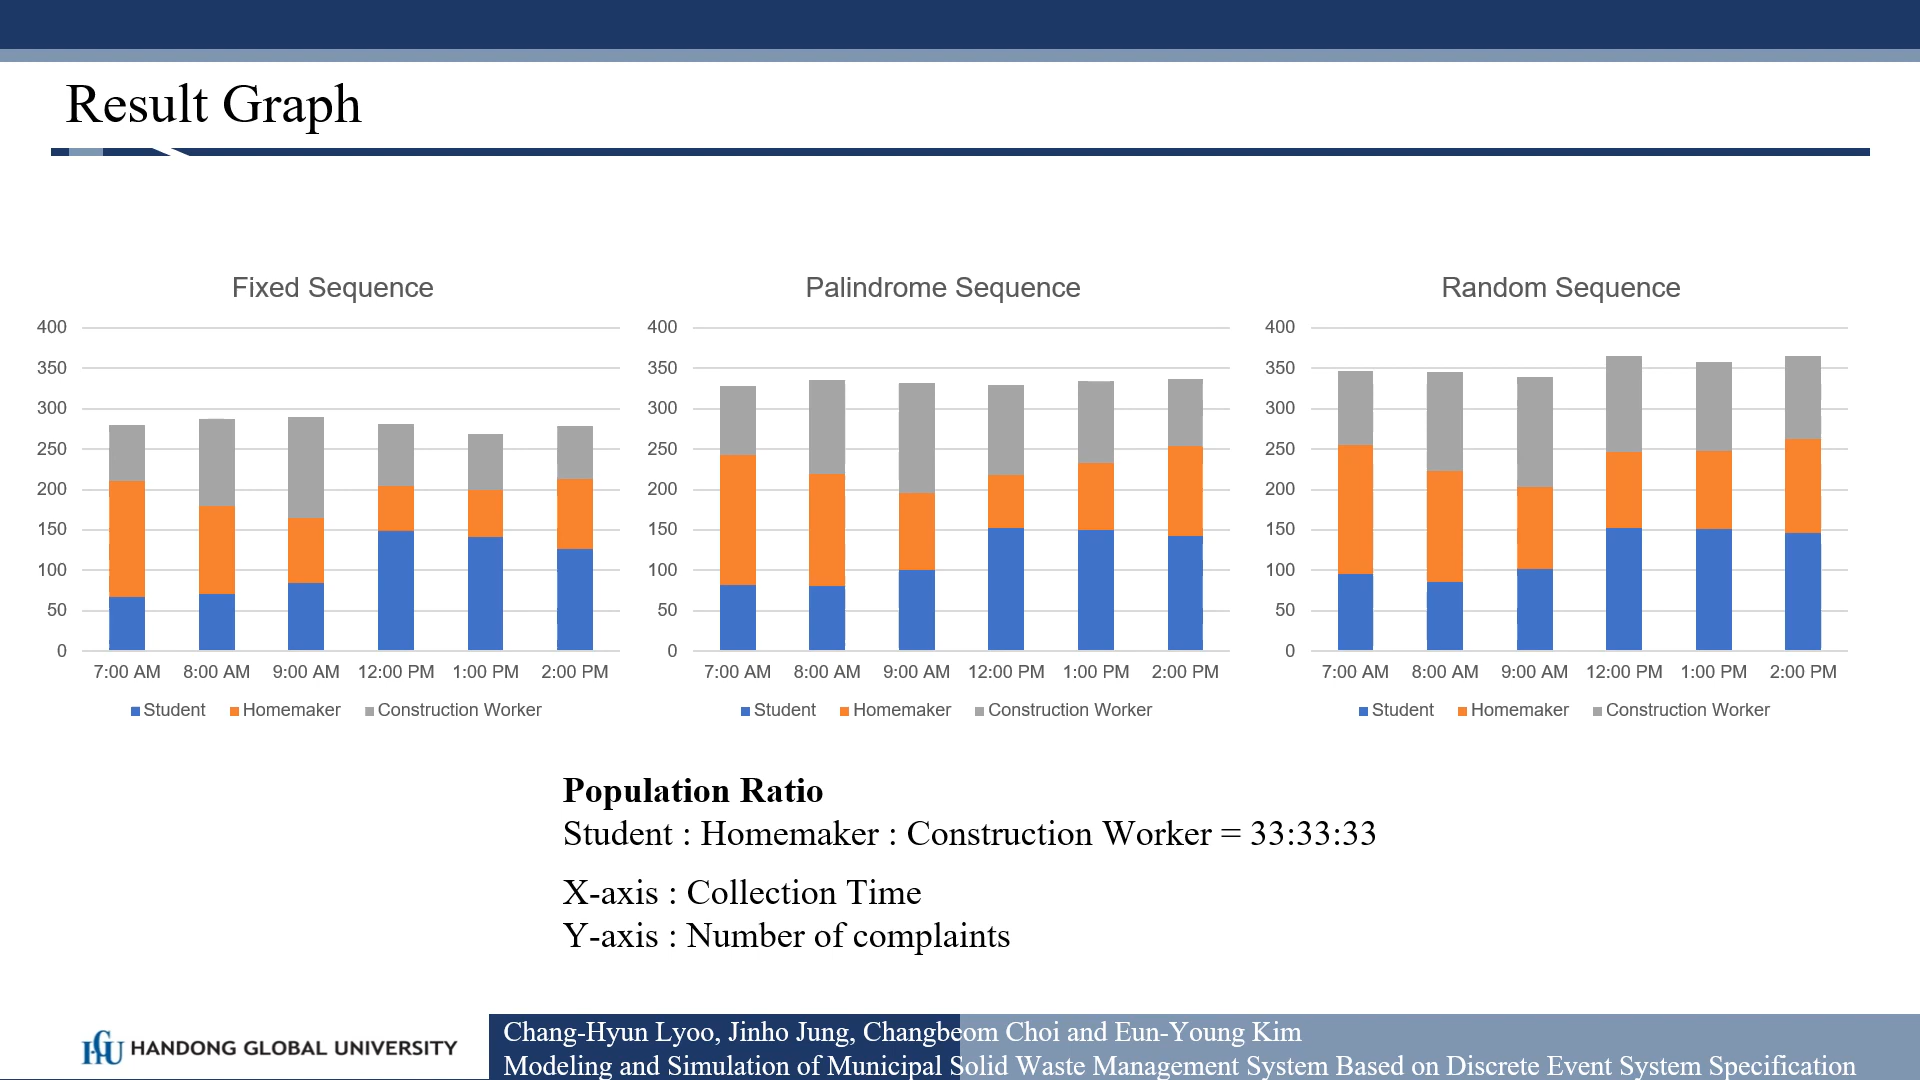 Result Graph
Fixed Sequence
400
350
300
250
200
150
100
50
0
7:00 AM 8:00 AM 9:00 AM 12:00 PM 1:00 PM 2:00 PM
Student Homemaker Construction Worker
Palindrome Sequence
400
350
300
250
200
150
100
50
0
7:00 AM 8:00 AM 9:00 AM 12:00 PM 1:00 PM 2:00 PM
Student Homemaker Construction Worker
Random Sequence
400
350
300
250
200
150
100
50
0
7:00 AM 8:00 AM 9:00 AM 12:00 PM 1:00 PM 2:00 PM
Student Homemaker Construction Worker
Population Ratio
Student : Homemaker : Construction Worker = 33:33:33
X-axis : Collection Time
Y-axis : Number of complaints
HGU HANDONG GLOBAL UNIVERSITY
Chang-Hyun Lyoo, Jinho Jung, Changbeom Choi and Eun-Young Kim
Modeling and Simulation of Municipal Solid Waste Management System Based on Discrete Event System Specification